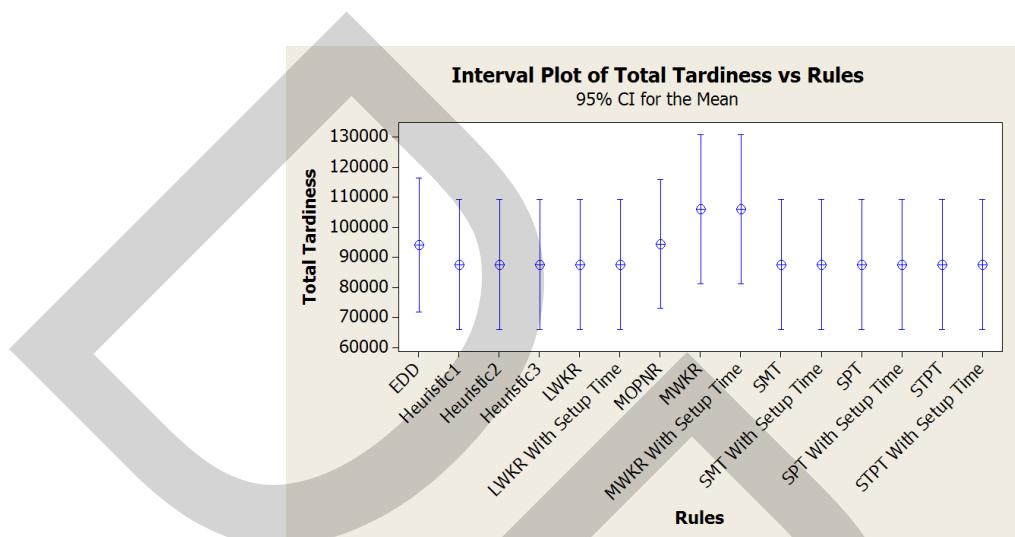 Interval Plot of Total Tardiness vs Rules
95% CI for the Mean
Total Tardiness
130000
120000
110000
100000
90000
80000
70000
60000
EDD
Heuristic1
Heuristic2
Heuristic3
LWKR
LWKR With Setup Time
MOPNR
MWKR
MWKR With Setup Time
SMT
SMT With Setup Time
SPT
SPT With Setup Time
STPT
STPT With Setup Time
Rules